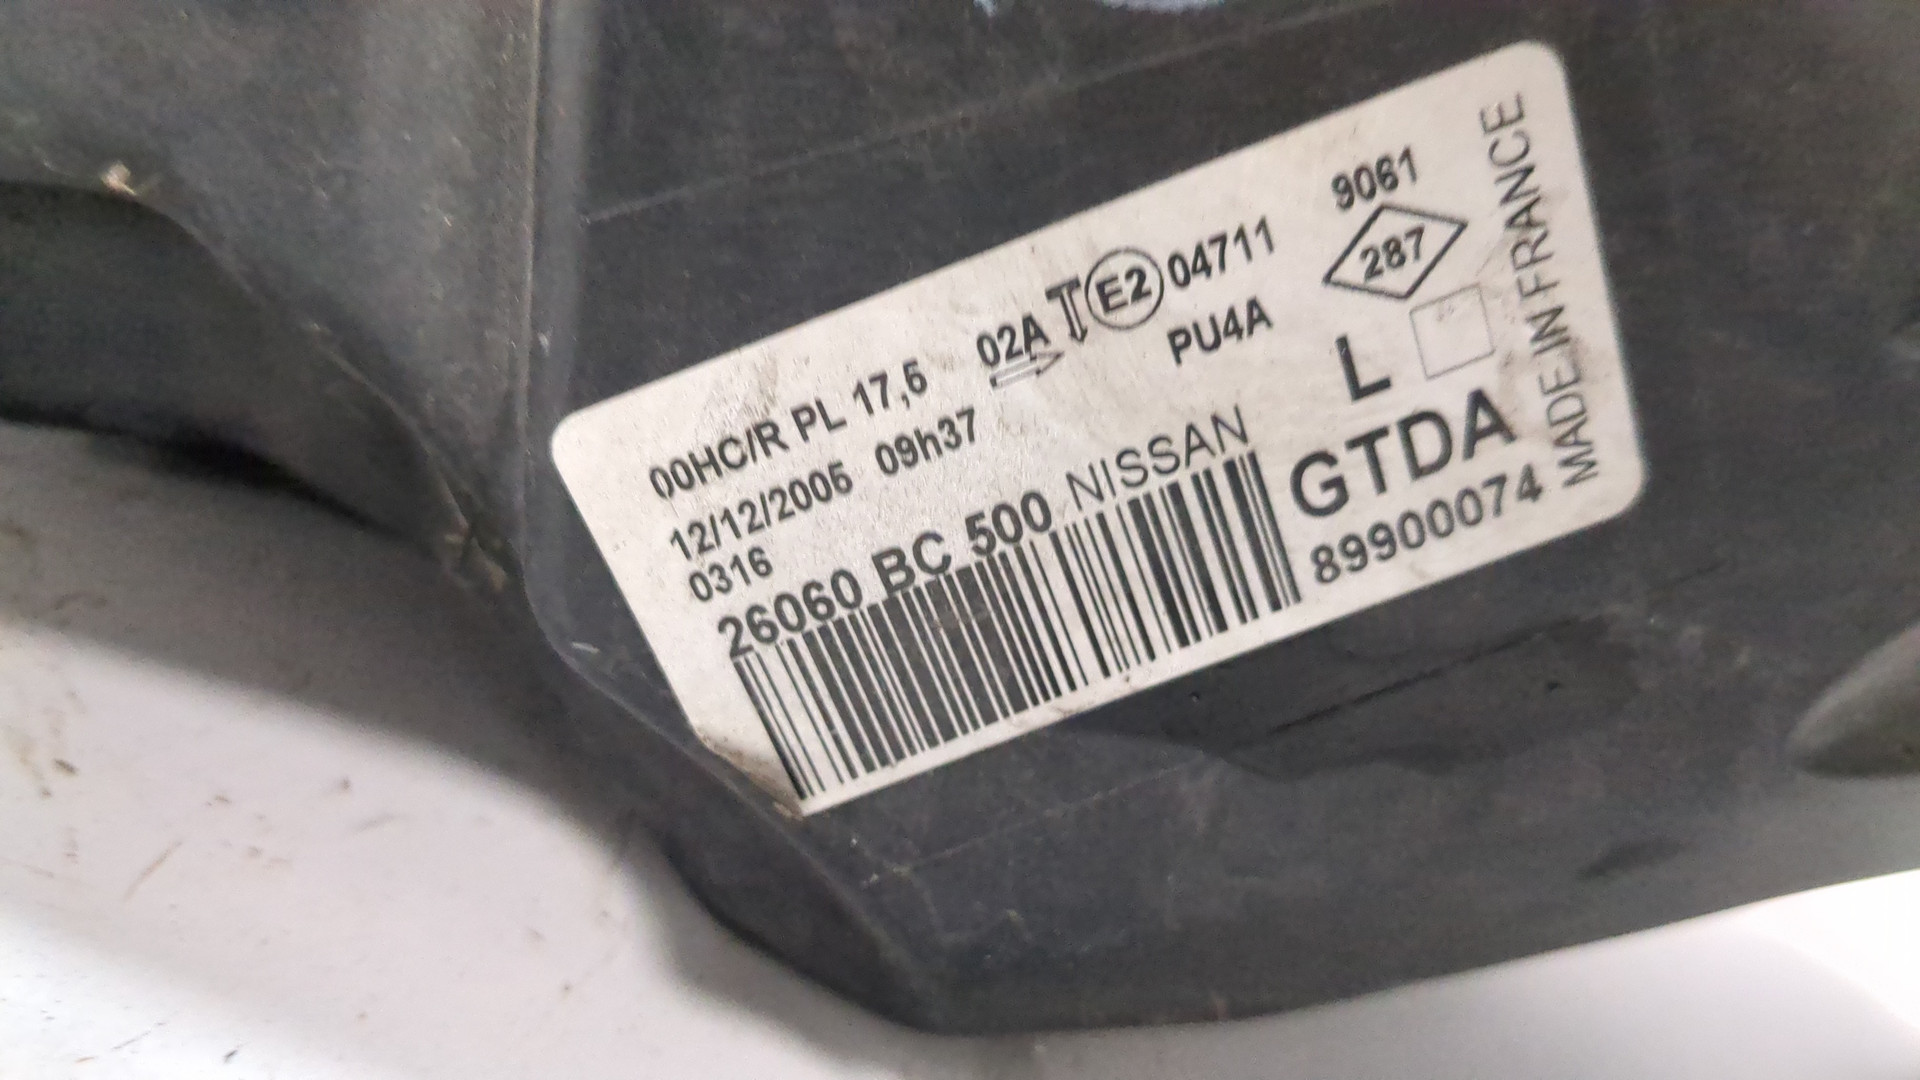 00HC/R PL 17,5 02A T E2 04711
9061
12/12/2005 09h37
PU4A
287
0316
L
26060 BC 500 NISSAN
GTDA
89900074
MADE IN FRANCE